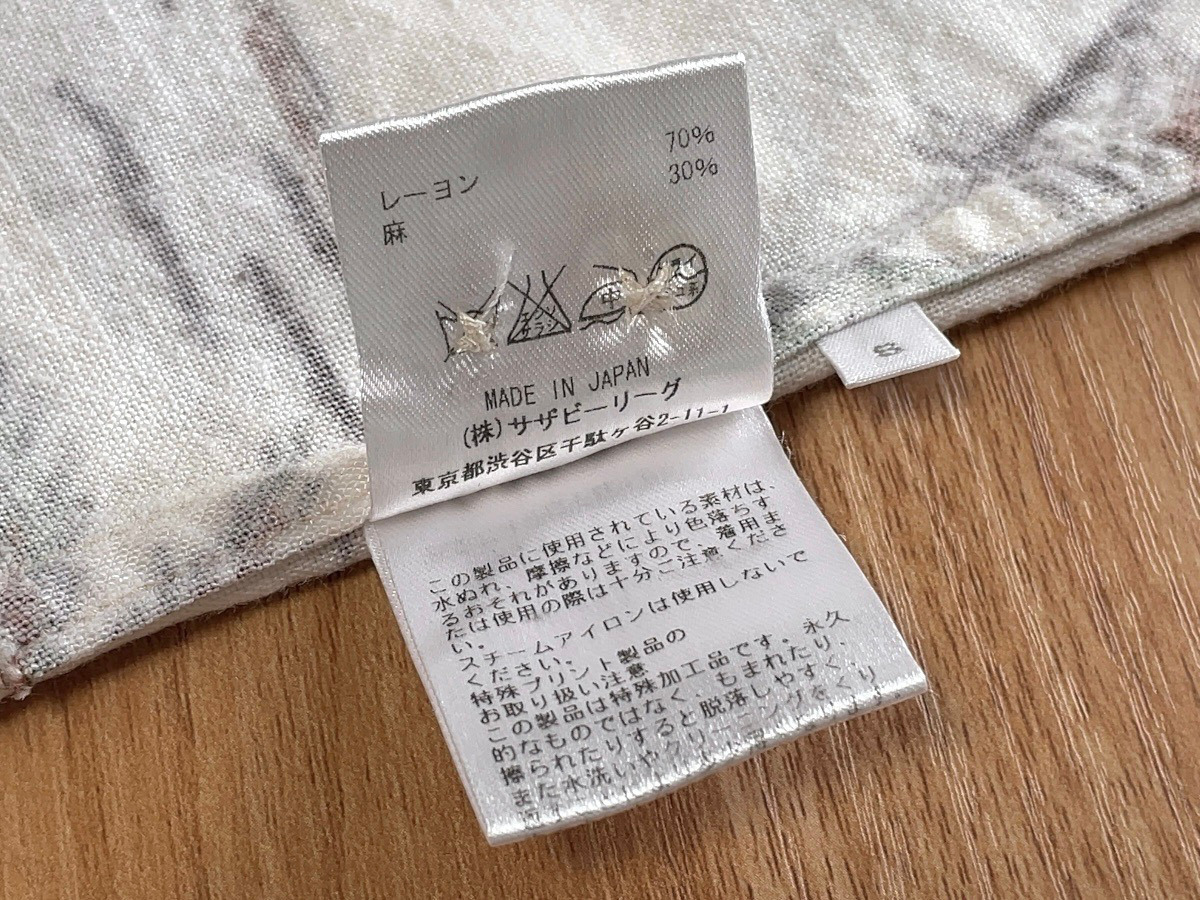 70%
30%
レーヨン
麻
エンソ
サラシ
中
MADE IN JAPAN
(株)サザビーリーグ
東京都渋谷区千駄ヶ谷2-11-1
S
この製品に使用されている素材は、
水ぬれ、摩擦などにより色落ちす
るおそれがありますので、着用ま
たは使用の際は十分ご注意くださ
い。
スチームアイロンは使用しないで
ください。
特殊プリント製品の
お取り扱い注意
この製品は特殊加工品です。永久
的なものではなく、もまれたり、
擦られたりすると脱落しやすく、
また水洗いやクリーニングをくり